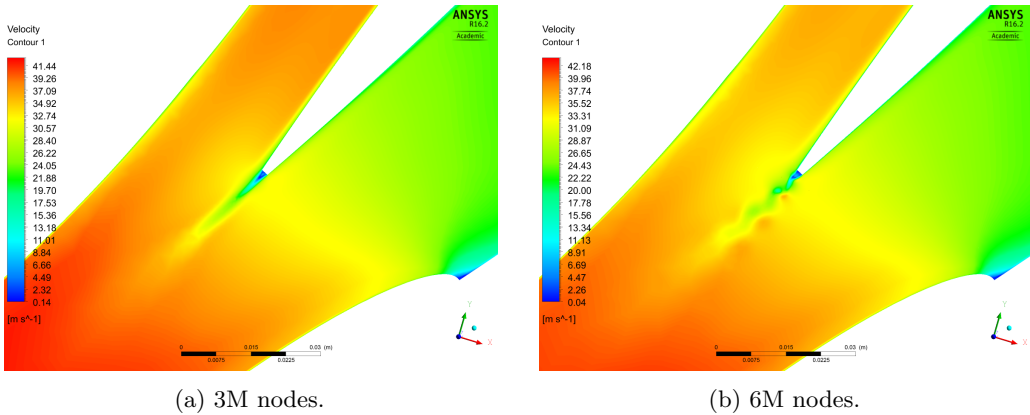 Velocity
Contour 1
41.44
39.26
37.09
34.92
32.74
30.57
28.40
26.22
24.05
21.88
19.70
17.53
15.36
13.18
11.01
8.84
6.66
4.49
2.32
0.14
[m s^-1]
ANSYS
R16.2
Academic
0 0.015 0.03 (m)
0.0075 0.0225
Y
X
(a) 3M nodes.
Velocity
Contour 1
42.18
39.96
37.74
35.52
33.31
31.09
28.87
26.65
24.43
22.22
20.00
17.78
15.56
13.34
11.13
8.91
6.69
4.47
2.26
0.04
[m s^-1]
ANSYS
R16.2
Academic
0 0.015 0.03 (m)
0.0075 0.0225
Y
X
(b) 6M nodes.